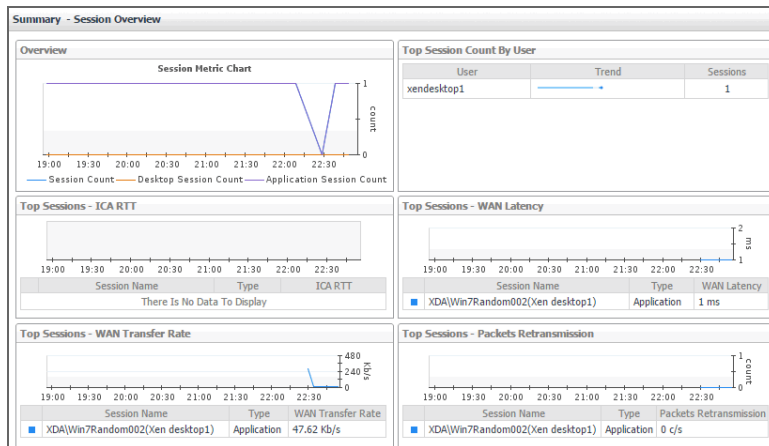 Summary - Session Overview
Overview
Session Metric Chart
1
0
count
19:00 19:30 20:00 20:30 21:00 21:30 22:00 22:30
Session Count Desktop Session Count Application Session Count
Top Session Count By User
User Trend Sessions
xendesktop1 1
Top Sessions - ICA RTT
19:00 19:30 20:00 20:30 21:00 21:30 22:00 22:30
Session Name Type ICA RTT
There Is No Data To Display
Top Sessions - WAN Latency
2
1
ms
19:00 19:30 20:00 20:30 21:00 21:30 22:00 22:30
Session Name Type WAN Latency
XDA\Win7Random002(Xen desktop1) Application 1 ms
Top Sessions - WAN Transfer Rate
480
240
0
Kb/s
19:00 19:30 20:00 20:30 21:00 21:30 22:00 22:30
Session Name Type WAN Transfer Rate
XDA\Win7Random002(Xen desktop1) Application 47.62 Kb/s
Top Sessions - Packets Retransmission
1
0
count
19:00 19:30 20:00 20:30 21:00 21:30 22:00 22:30
Session Name Type Packets Retransmission
XDA\Win7Random002(Xen desktop1) Application 0 c/s